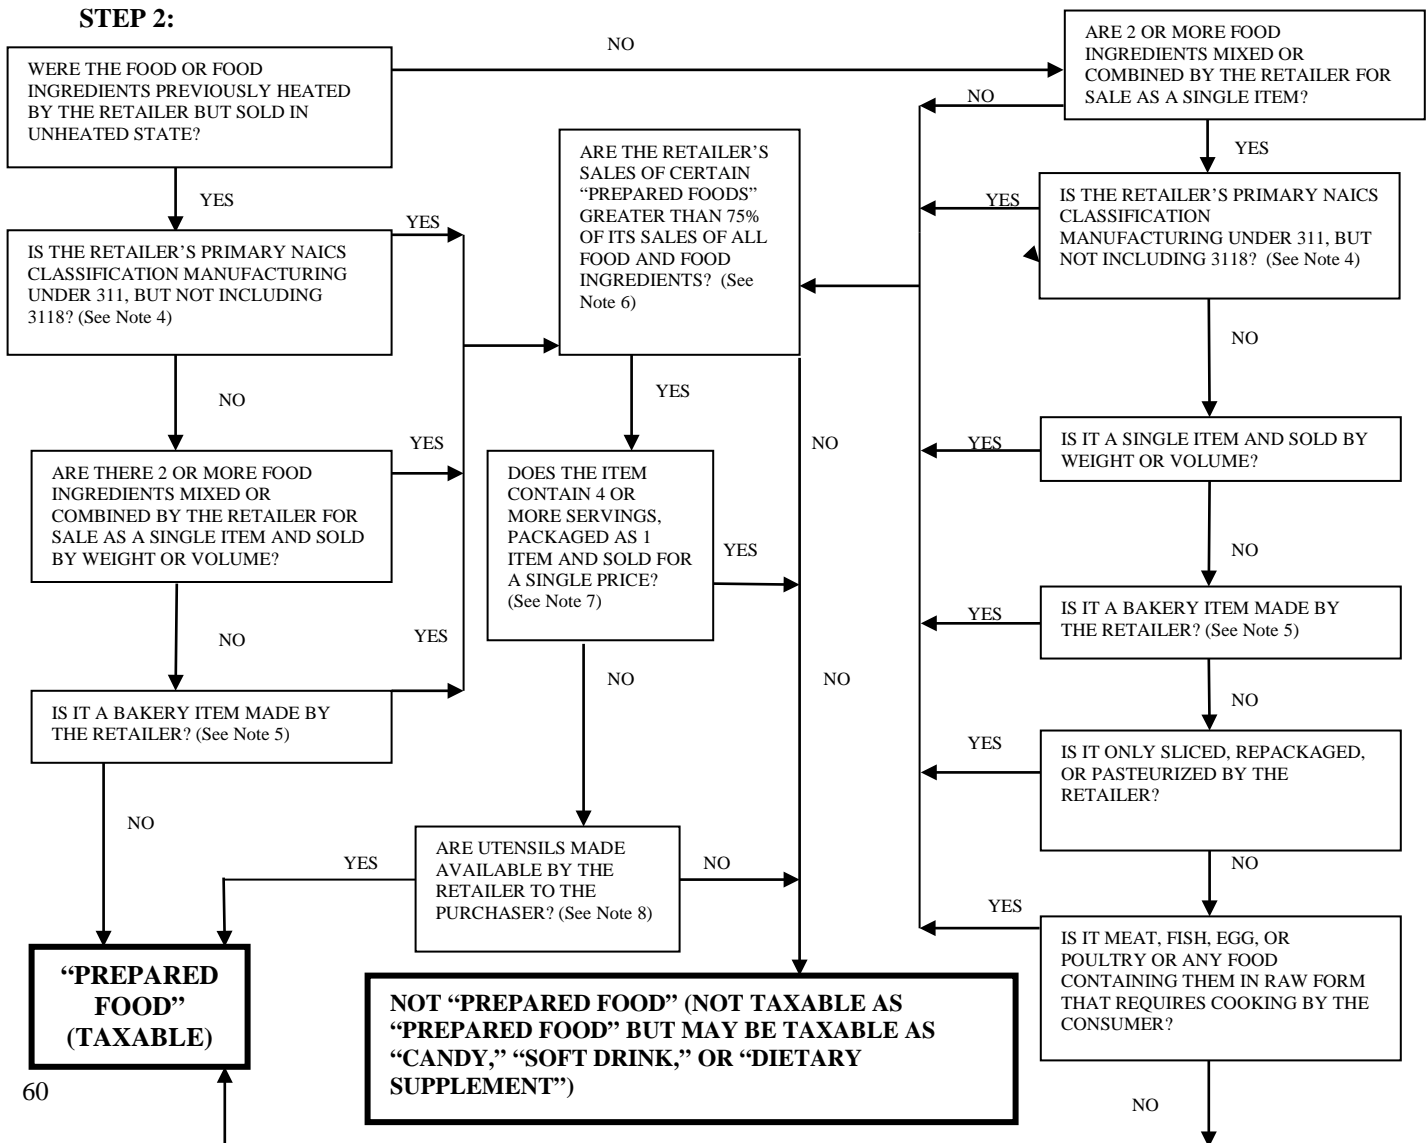 STEP 2:
WERE THE FOOD OR FOOD
INGREDIENTS PREVIOUSLY HEATED
BY THE RETAILER BUT SOLD IN
UNHEATED STATE?
NO
ARE 2 OR MORE FOOD
INGREDIENTS MIXED OR
COMBINED BY THE RETAILER FOR
SALE AS A SINGLE ITEM?
NO
YES
YES
IS THE RETAILER’S PRIMARY NAICS
CLASSIFICATION MANUFACTURING
UNDER 311, BUT NOT INCLUDING
3118? (See Note 4)
YES
NO
ARE THERE 2 OR MORE FOOD
INGREDIENTS MIXED OR
COMBINED BY THE RETAILER FOR
SALE AS A SINGLE ITEM AND SOLD
BY WEIGHT OR VOLUME?
YES
NO
IS IT A BAKERY ITEM MADE BY
THE RETAILER? (See Note 5)
YES
NO
ARE THE RETAILER’S
SALES OF CERTAIN
“PREPARED FOODS”
GREATER THAN 75%
OF ITS SALES OF ALL
FOOD AND FOOD
INGREDIENTS? (See
Note 6)
YES
NO
DOES THE ITEM
CONTAIN 4 OR
MORE SERVINGS,
PACKAGED AS 1
ITEM AND SOLD FOR
A SINGLE PRICE?
(See Note 7)
YES
NO
NO
ARE UTENSILS MADE
AVAILABLE BY THE
RETAILER TO THE
PURCHASER? (See Note 8)
YES
NO
IS THE RETAILER’S PRIMARY NAICS
CLASSIFICATION
MANUFACTURING UNDER 311, BUT
NOT INCLUDING 3118? (See Note 4)
YES
NO
IS IT A SINGLE ITEM AND SOLD BY
WEIGHT OR VOLUME?
YES
NO
IS IT A BAKERY ITEM MADE BY
THE RETAILER? (See Note 5)
YES
NO
IS IT ONLY SLICED, REPACKAGED,
OR PASTEURIZED BY THE
RETAILER?
YES
NO
IS IT MEAT, FISH, EGG, OR
POULTRY OR ANY FOOD
CONTAINING THEM IN RAW FORM
THAT REQUIRES COOKING BY THE
CONSUMER?
YES
NO
“PREPARED
FOOD”
(TAXABLE)
NOT “PREPARED FOOD” (NOT TAXABLE AS
“PREPARED FOOD” BUT MAY BE TAXABLE AS
“CANDY,” “SOFT DRINK,” OR “DIETARY
SUPPLEMENT”)
60